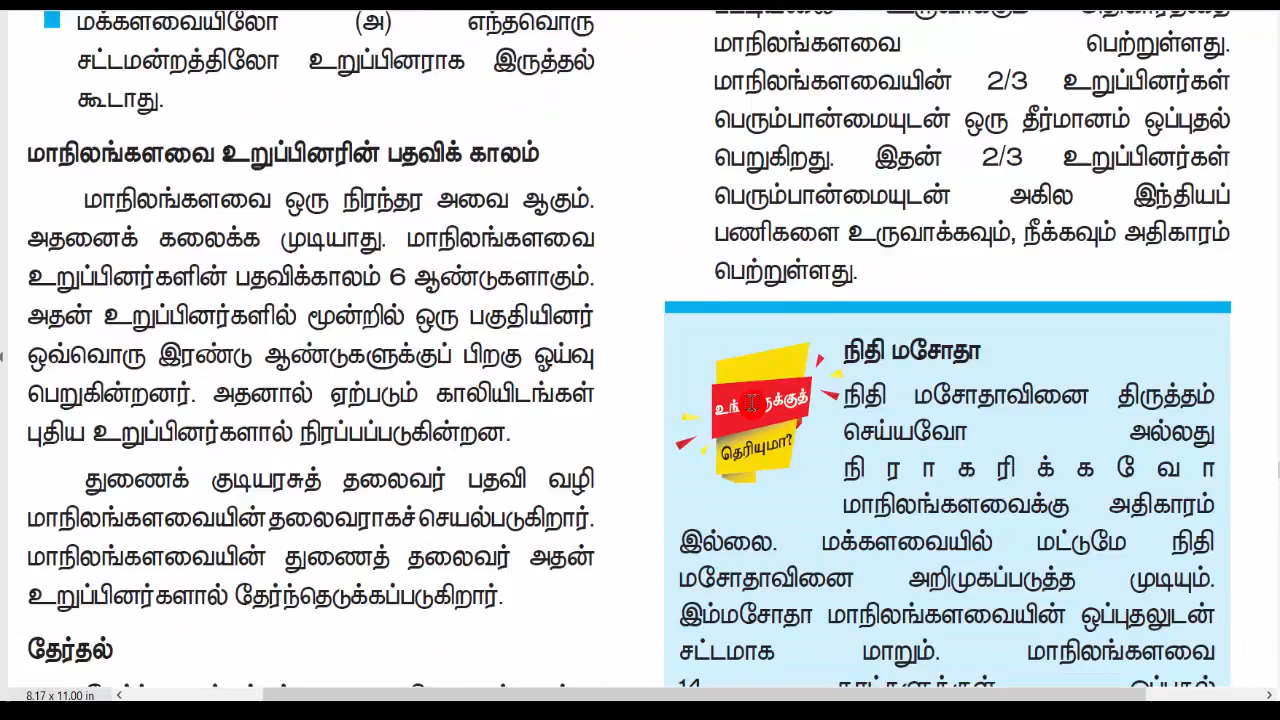 மக்களவையிலோ (அ) எந்தவொரு
சட்டமன்றத்திலோ உறுப்பினராக இருத்தல்
கூடாது.
மாநிலங்களவை உறுப்பினரின் பதவிக் காலம்
மாநிலங்களவை ஒரு நிரந்தர அவை ஆகும்.
அதனைக் கலைக்க முடியாது. மாநிலங்களவை
உறுப்பினர்களின் பதவிக்காலம் 6 ஆண்டுகளாகும்.
அதன் உறுப்பினர்களில் மூன்றில் ஒரு பகுதியினர்
ஒவ்வொரு இரண்டு ஆண்டுகளுக்குப் பிறகு ஓய்வு
பெறுகின்றனர். அதனால் ஏற்படும் காலியிடங்கள்
புதிய உறுப்பினர்களால் நிரப்பப்படுகின்றன.
துணைக் குடியரசுத் தலைவர் பதவி வழி
மாநிலங்களவையின் தலைவராகச் செயல்படுகிறார்.
மாநிலங்களவையின் துணைத் தலைவர் அதன்
உறுப்பினர்களால் தேர்ந்தெடுக்கப்படுகிறார்.
தேர்தல்
மாநிலங்களவை பெற்றுள்ளது.
மாநிலங்களவையின் 2/3 உறுப்பினர்கள்
பெரும்பான்மையுடன் ஒரு தீர்மானம் ஒப்புதல்
பெறுகிறது. இதன் 2/3 உறுப்பினர்கள்
பெரும்பான்மையுடன் அகில இந்தியப்
பணிகளை உருவாக்கவும், நீக்கவும் அதிகாரம்
பெற்றுள்ளது.
தெரியுமா?
நிதி மசோதா
நிதி மசோதாவினை திருத்தம்
செய்யவோ அல்லது
நி ரா க ரி க் க வோ
மாநிலங்களவைக்கு அதிகாரம்
இல்லை. மக்களவையில் மட்டுமே நிதி
மசோதாவினை அறிமுகப்படுத்த முடியும்.
இம்மசோதா மாநிலங்களவையின் ஒப்புதலுடன்
சட்டமாக மாறும். மாநிலங்களவை
14 நாட்களுக்குள் ஒப்புதல்
8.17 x 11.00 in